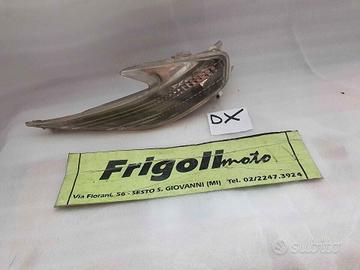 DX
Frigolimoto
Via Fiorani, 56 - SESTO S. GIOVANNI (MI) Tel. 02/2247.3924
subito